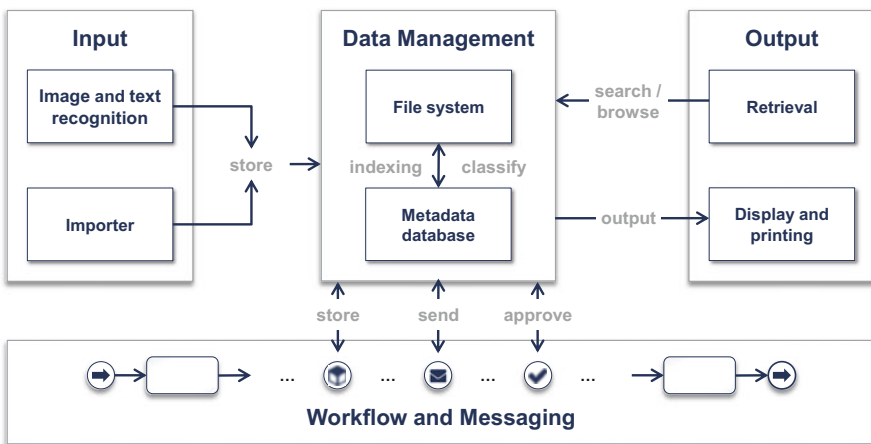 Input
Image and text
recognition
Importer
store
Data Management
File system
indexing
classify
Metadata
database
Output
search /
browse
Retrieval
output
Display and
printing
store
send
approve
...
...
...
...
Workflow and Messaging